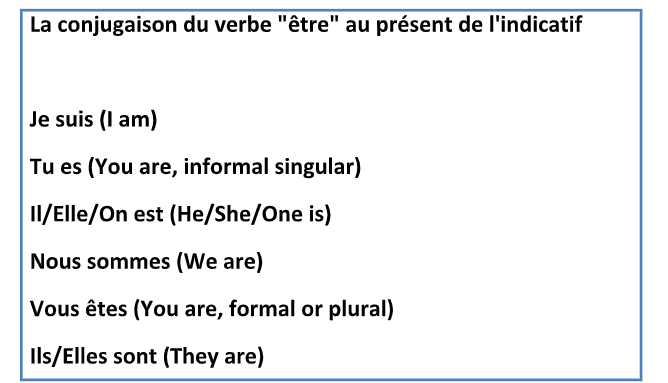 La conjugaison du verbe "être" au présent de l'indicatif
Je suis (I am)
Tu es (You are, informal singular)
Il/Elle/On est (He/She/One is)
Nous sommes (We are)
Vous êtes (You are, formal or plural)
Ils/Elles sont (They are)